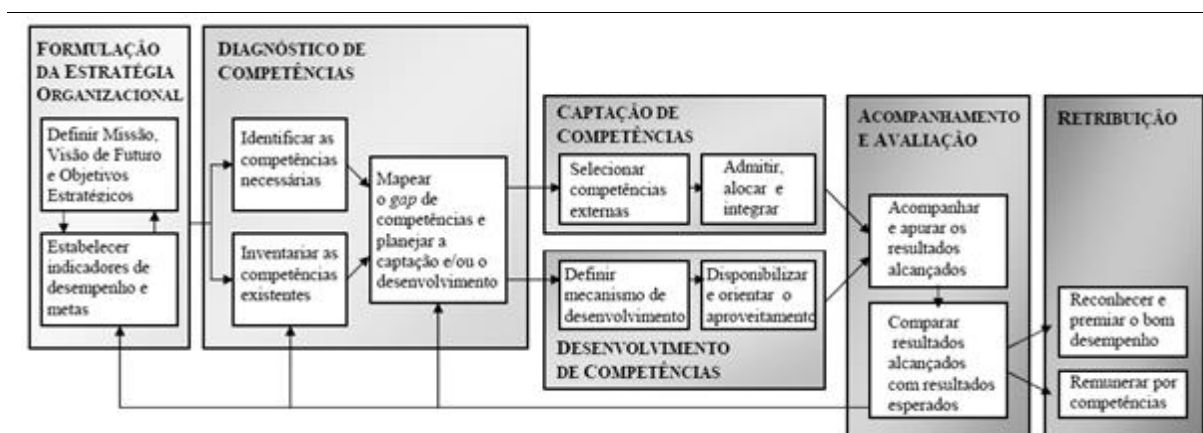 FORMULAÇÃO
DA ESTRATÉGIA
ORGANIZACIONAL
Definir Missão,
Visão de Futuro
e Objetivos
Estratégicos
Estabelecer
indicadores de
desempenho e
metas
DIAGNÓSTICO DE
COMPETÊNCIAS
Identificar as
competências
necessárias
Inventariar as
competências
existentes
Mapear
o gap de
competências e
planejar a
captação e/ou o
desenvolvimento
CAPTAÇÃO DE
COMPETÊNCIAS
Selecionar
competências
externas
Admitir,
alocar e
integrar
Definir
mecanismo de
desenvolvimento
Disponibilizar
e orientar o
aproveitamento
DESENVOLVIMENTO
DE COMPETÊNCIAS
ACOMPANHAMENTO
E AVALIAÇÃO
Acompanhar
e apurar os
resultados
alcançados
Comparar
resultados
alcançados
com resultados
esperados
RETRIBUIÇÃO
Reconhecer e
premiar o bom
desempenho
Remunerar por
competências